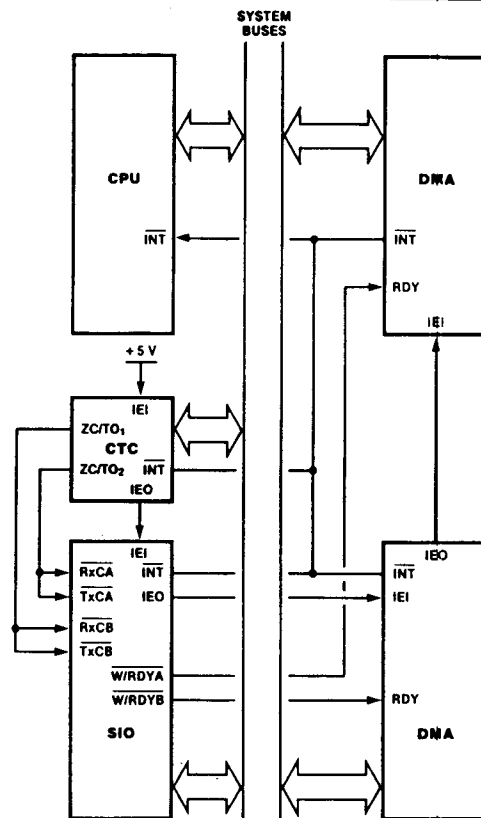 SYSTEM
BUSES
CPU
INT
DMA
INT
RDY
IEI
+5 V
IEI
ZC/TO1
CTC
ZC/TO2
INT
IEO
IEI
RxCA
INT
TxCA
IEO
RxCB
TxCB
W/RDYA
W/RDYB
SIO
IEO
INT
IEI
RDY
DMA